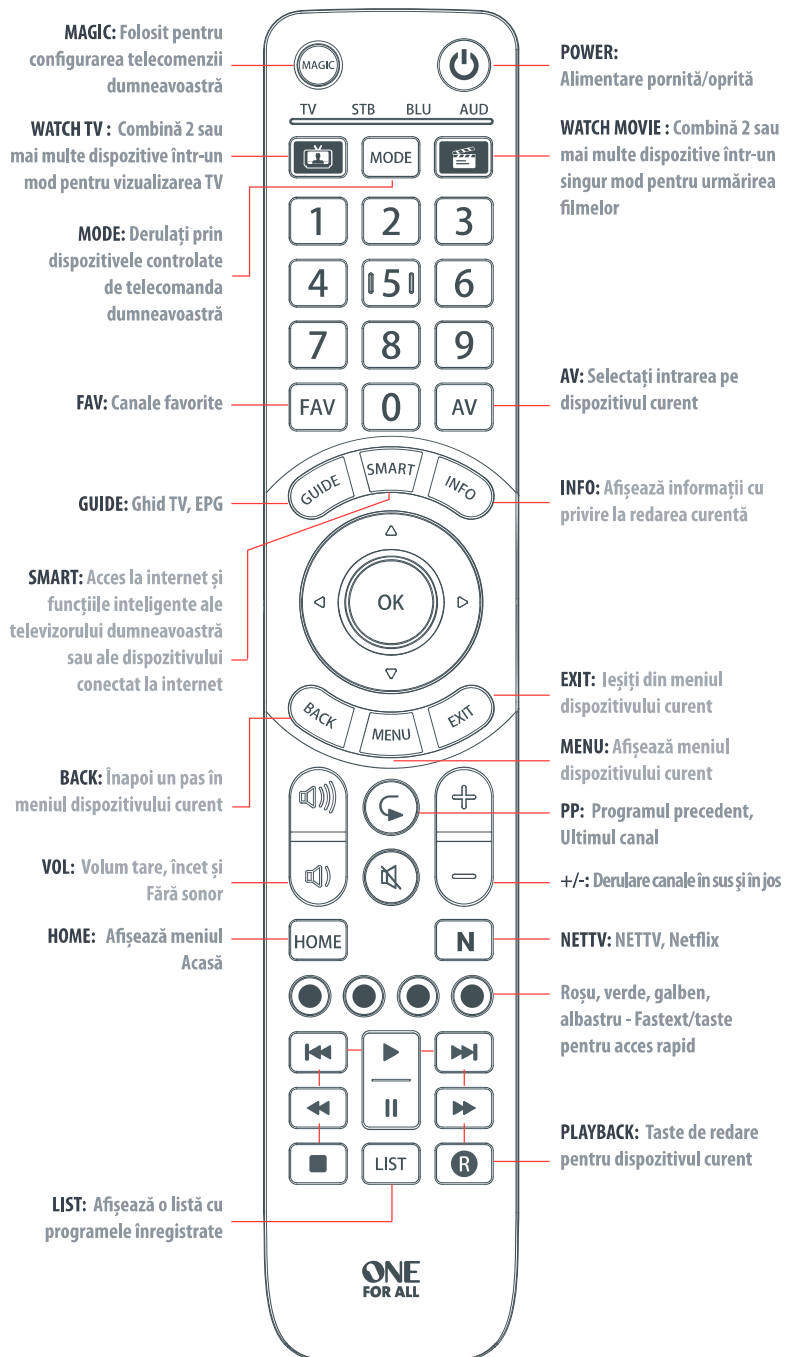 MAGIC: Folosit pentru
configurarea telecomenzii
dumneavoastră
MAGIC
POWER:
Alimentare pornită/oprită
TV STB BLU AUD
WATCH TV : Combină 2 sau
mai multe dispozitive într-un
mod pentru vizualizarea TV
MODE
WATCH MOVIE : Combină 2 sau
mai multe dispozitive într-un
singur mod pentru urmărirea
filmelor
MODE: Derulați prin
dispozitivele controlate
de telecomanda
dumneavoastră
1 2 3
4 5 6
7 8 9
FAV 0 AV
FAV: Canale favorite
AV: Selectați intrarea pe
dispozitivul curent
GUIDE SMART INFO
GUIDE: Ghid TV, EPG
INFO: Afișează informații cu
privire la redarea curentă
SMART: Acces la internet și
funcțiile inteligente ale
televizorului dumneavoastră
sau ale dispozitivului
conectat la internet
OK
EXIT: Ieșiți din meniul
dispozitivului curent
BACK MENU EXIT
MENU: Afișează meniul
dispozitivului curent
BACK: Înapoi un pas în
meniul dispozitivului curent
PP: Programul precedent,
Ultimul canal
VOL: Volum tare, încet și
Fără sonor
+/-: Derulare canale în sus și în jos
HOME: Afișează meniul
Acasă
HOME N
NETTV: NETTV, Netflix
Roșu, verde, galben,
albastru - Fastext/taste
pentru acces rapid
PLAYBACK: Taste de redare
pentru dispozitivul curent
LIST R
LIST: Afișează o listă cu
programele înregistrate
ONE
FOR ALL